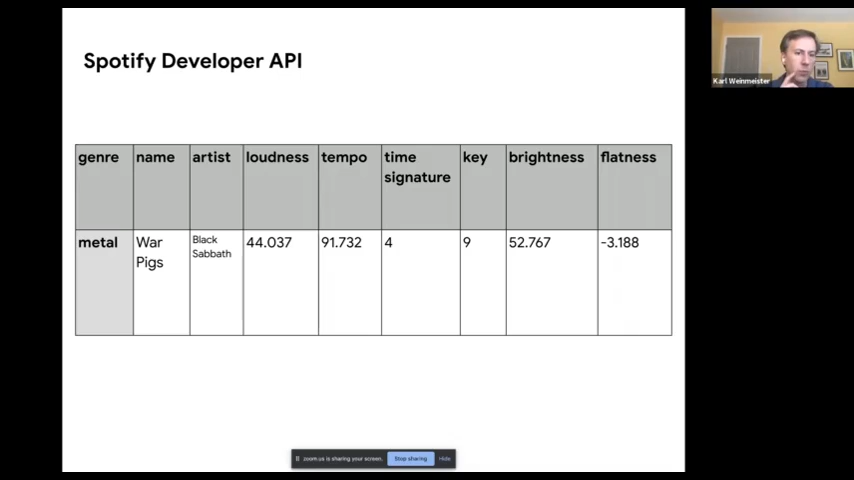 Spotify Developer API
Karl Weinmeister
genre name artist loudness tempo time key brightness flatness
signature
metal War Black 44.037 91.732 4 9 52.767 -3.188
Pigs Sabbath
zoom.us is sharing your screen. Stop sharing Hide